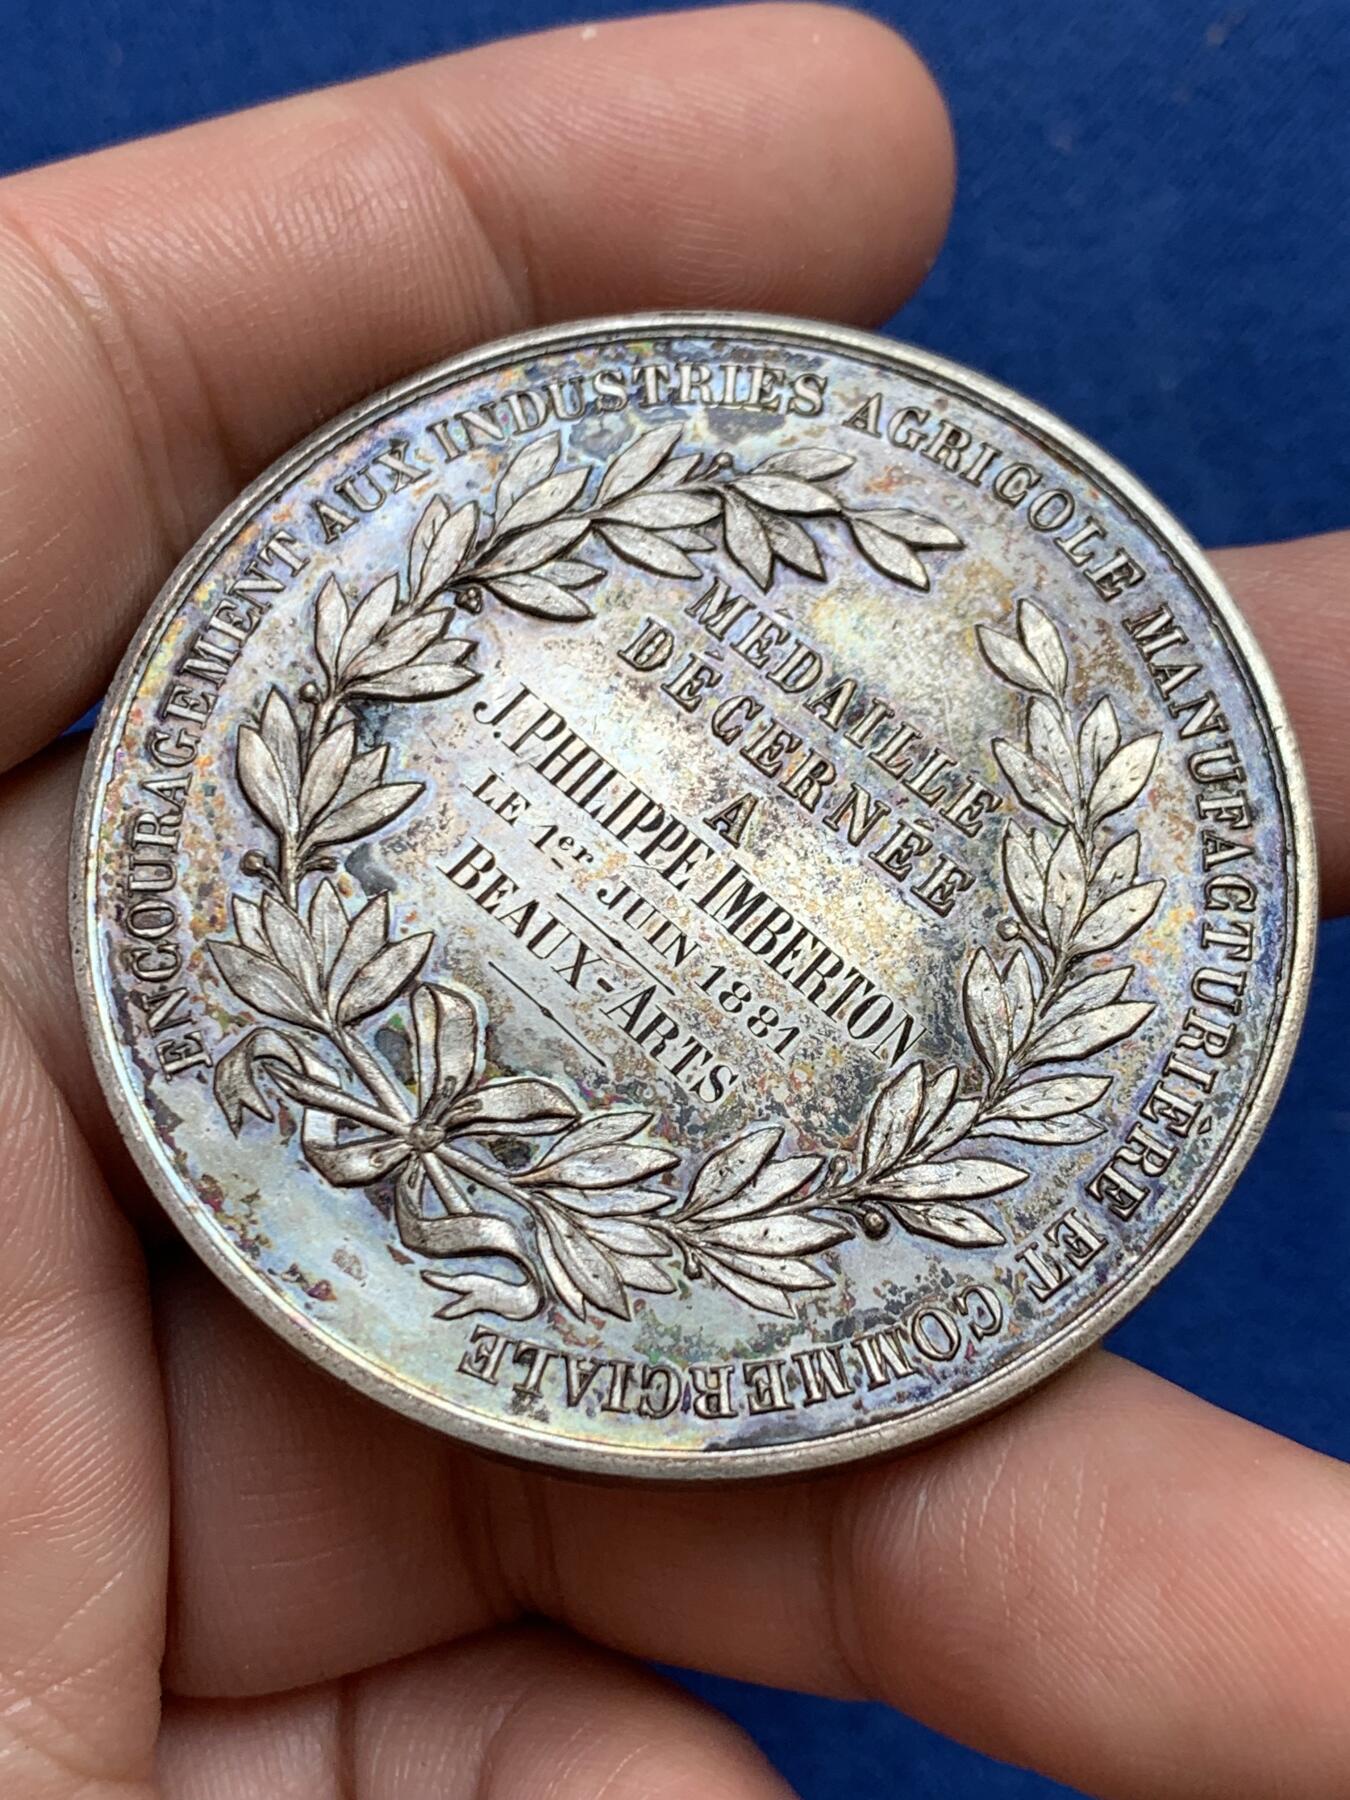 ENCOURAGEMENT AUX INDUSTRIES AGRICOLE MANUFACTURIÈRE ET COMMERCIALE
MÉDAILLE
DÉCERNÉE
A
J. PHILIPPE IMBERTON
LE 1er JUIN 1881
BEAUX-ARTS